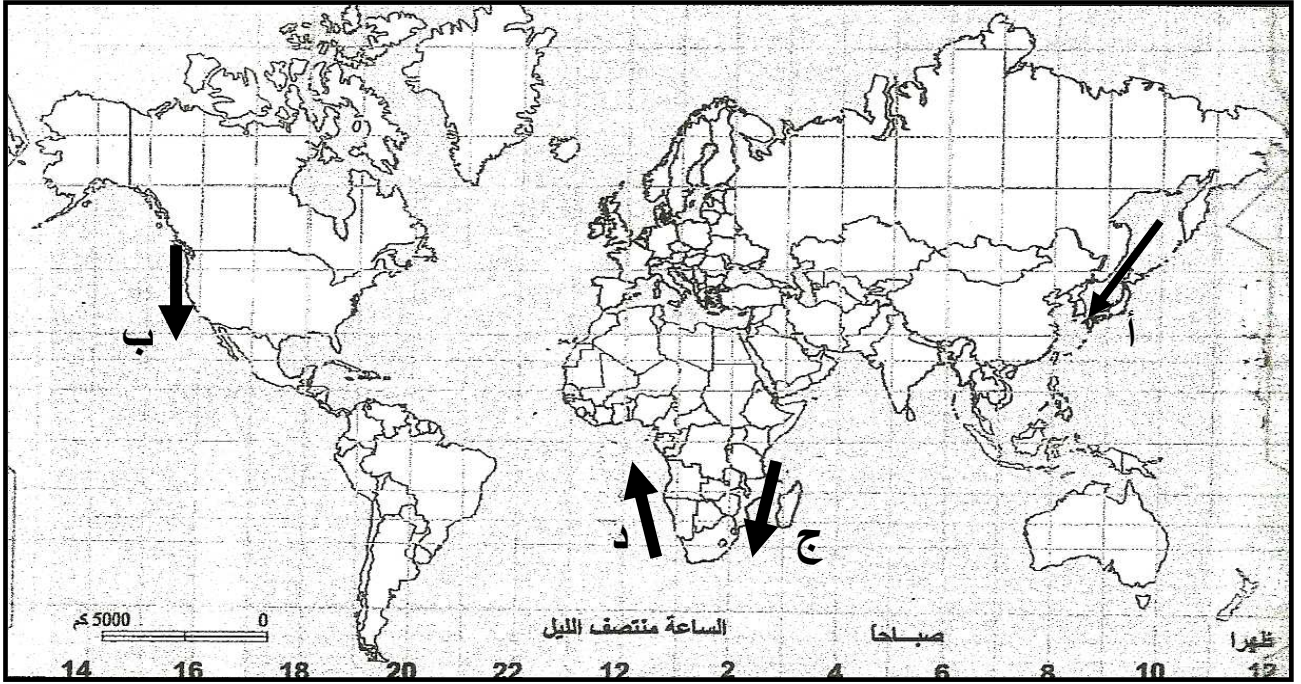 أ
ب
ج
د
5000 كم 0
الساعة منتصف الليل
صباحا
ظهرا
14 16 18 20 22 12 2 4 6 8 10 12